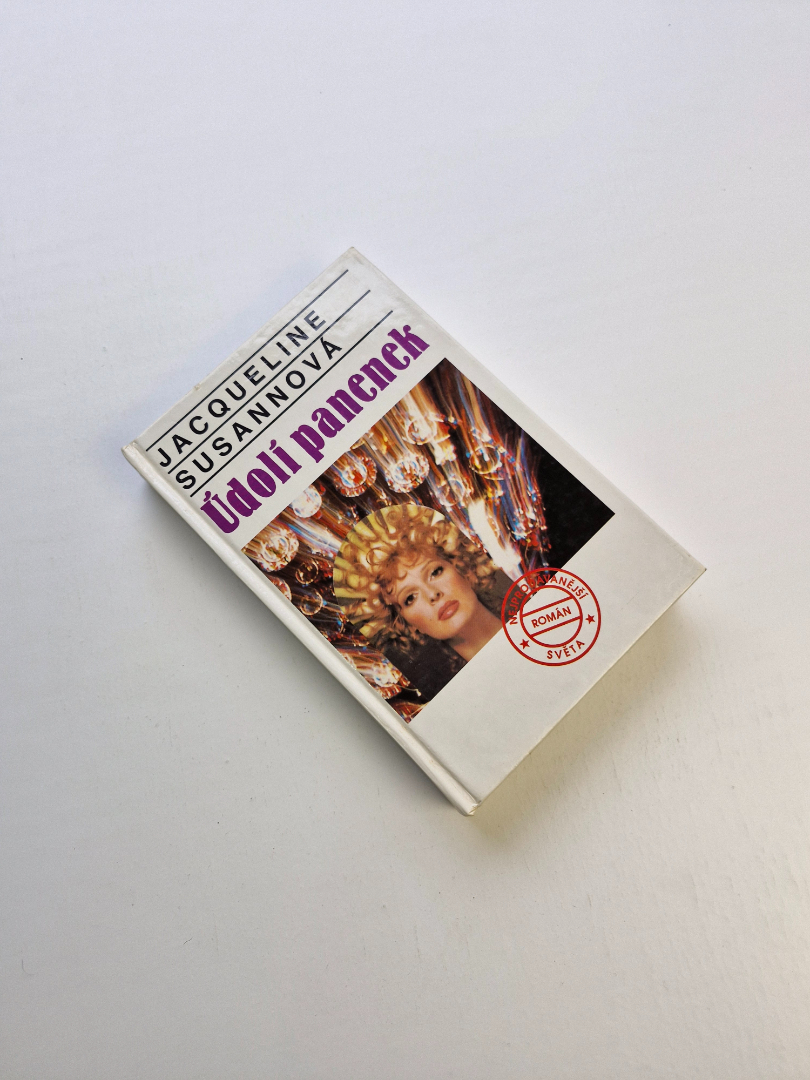 JACQUELINE
SUSANNOVÁ
Údolí panenek
NEJPRODÁVANĚJŠÍ
ROMÁN
SVĚTA